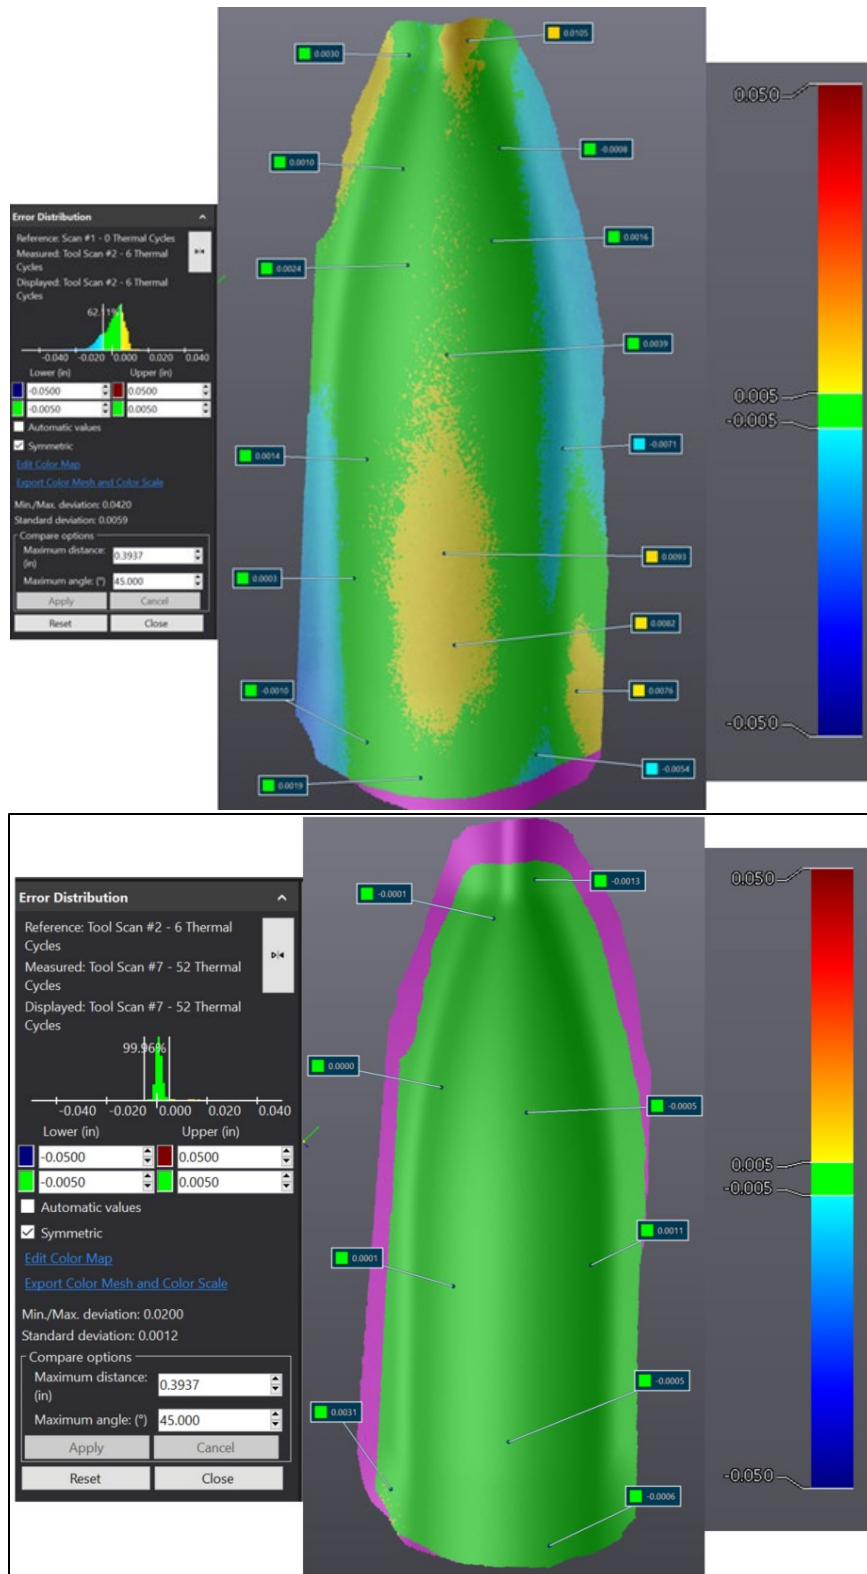 0.0030
0.0105
0.0010
-0.0008
0.0016
0.0024
0.0039
0.0014
-0.0071
0.0093
0.0003
0.0082
-0.0010
0.0076
0.0019
-0.0054
Error Distribution
Reference: Scan #1 - 0 Thermal Cycles
Measured: Tool Scan #2 - 6 Thermal
Cycles
Displayed: Tool Scan #2 - 6 Thermal
Cycles
62.11%
-0.040 -0.020 0.000 0.020 0.040
Lower (in) Upper (in)
-0.0500 0.0500
-0.0050 0.0050
Automatic values
Symmetric
Edit Color Map
Export Color Mesh and Color Scale
Min./Max. deviation: 0.0420
Standard deviation: 0.0059
Compare options
Maximum distance:
(in)
0.3937
Maximum angle: (°) 45.000
Apply Cancel
Reset Close
0.050
0.005
-0.005
-0.050
Error Distribution
Reference: Tool Scan #2 - 6 Thermal
Cycles
Measured: Tool Scan #7 - 52 Thermal
Cycles
Displayed: Tool Scan #7 - 52 Thermal
Cycles
99.96%
-0.040 -0.020 0.000 0.020 0.040
Lower (in) Upper (in)
-0.0500 0.0500
-0.0050 0.0050
Automatic values
Symmetric
Edit Color Map
Export Color Mesh and Color Scale
Min./Max. deviation: 0.0200
Standard deviation: 0.0012
Compare options
Maximum distance:
(in)
0.3937
Maximum angle: (°) 45.000
Apply Cancel
Reset Close
-0.0001
-0.0013
0.0000
-0.0005
0.0001
0.0011
-0.0005
0.0031
-0.0006
0.050
0.005
-0.005
-0.050